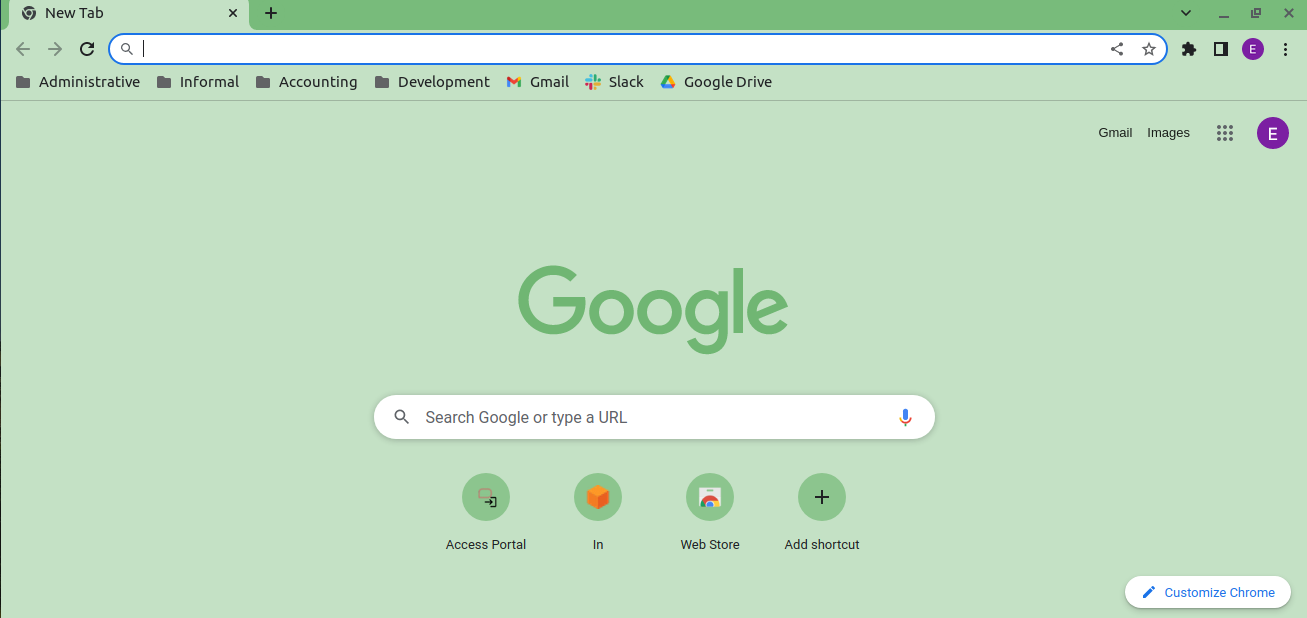 New Tab
Administrative Informal Accounting Development Gmail Slack Google Drive
E
Gmail Images E
Google
Search Google or type a URL
Access Portal In Web Store Add shortcut
Customize Chrome